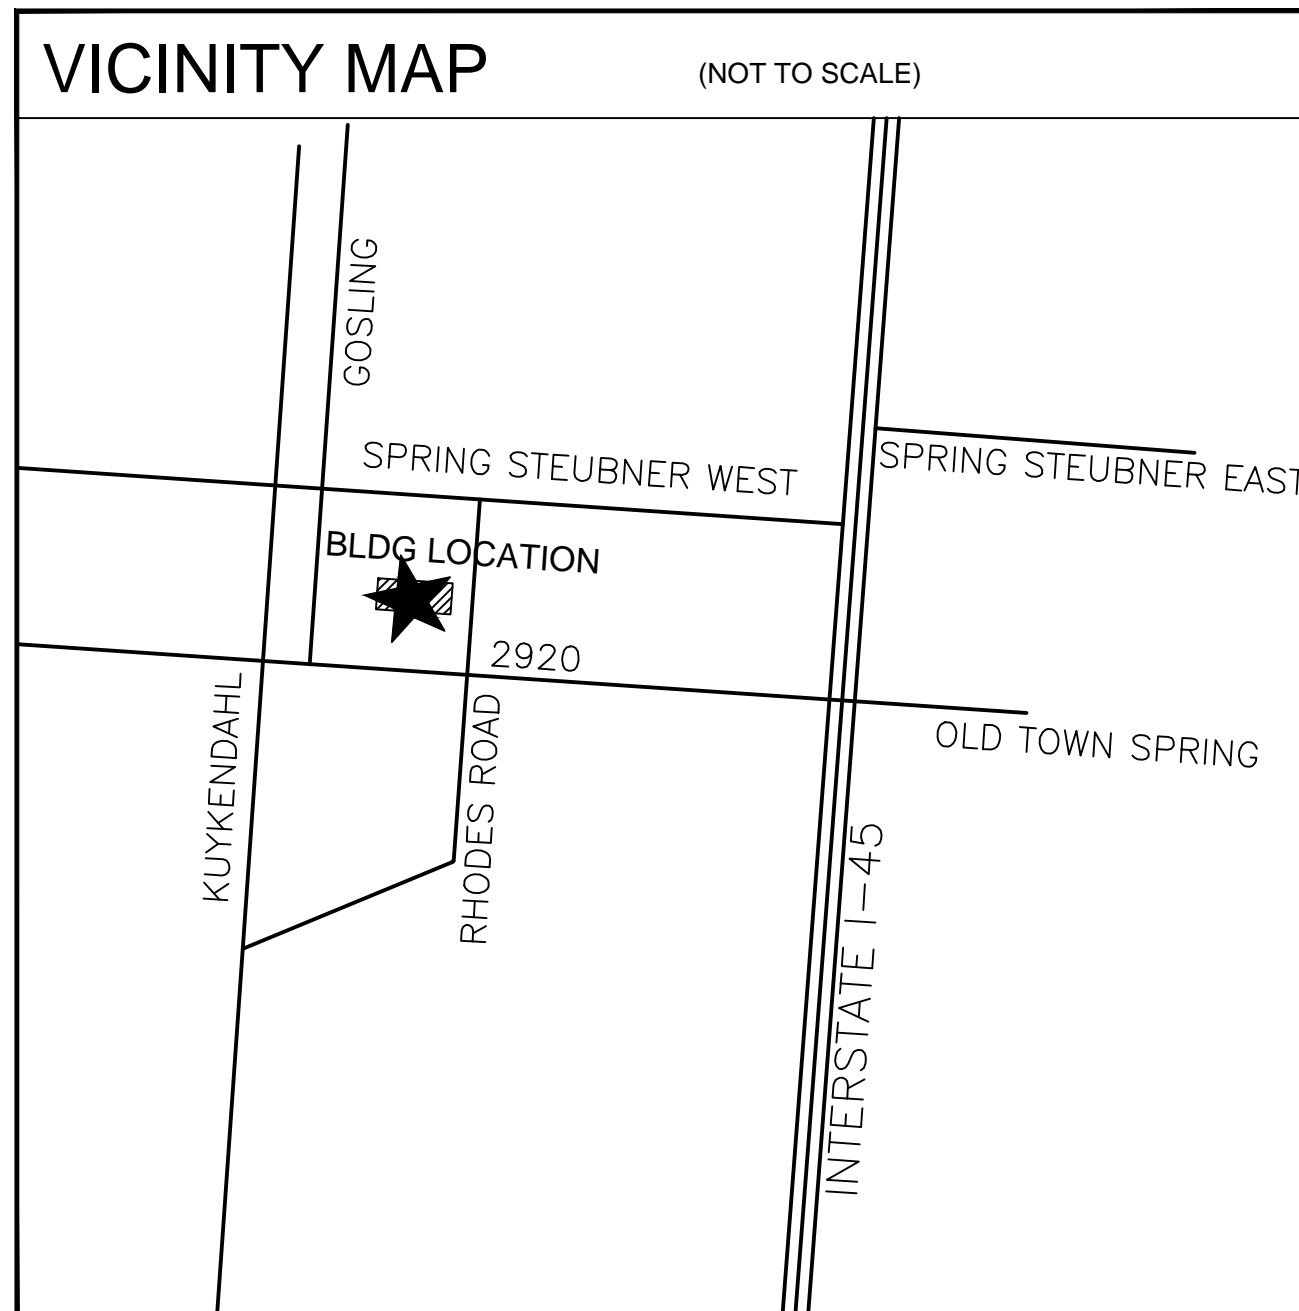 VICINITY MAP
(NOT TO SCALE)
GOSLING
SPRING STEUBNER WEST
SPRING STEUBNER EAST
BLDG LOCATION
2920
KUYKENDAHL
RHODES ROAD
OLD TOWN SPRING
INTERSTATE I-45